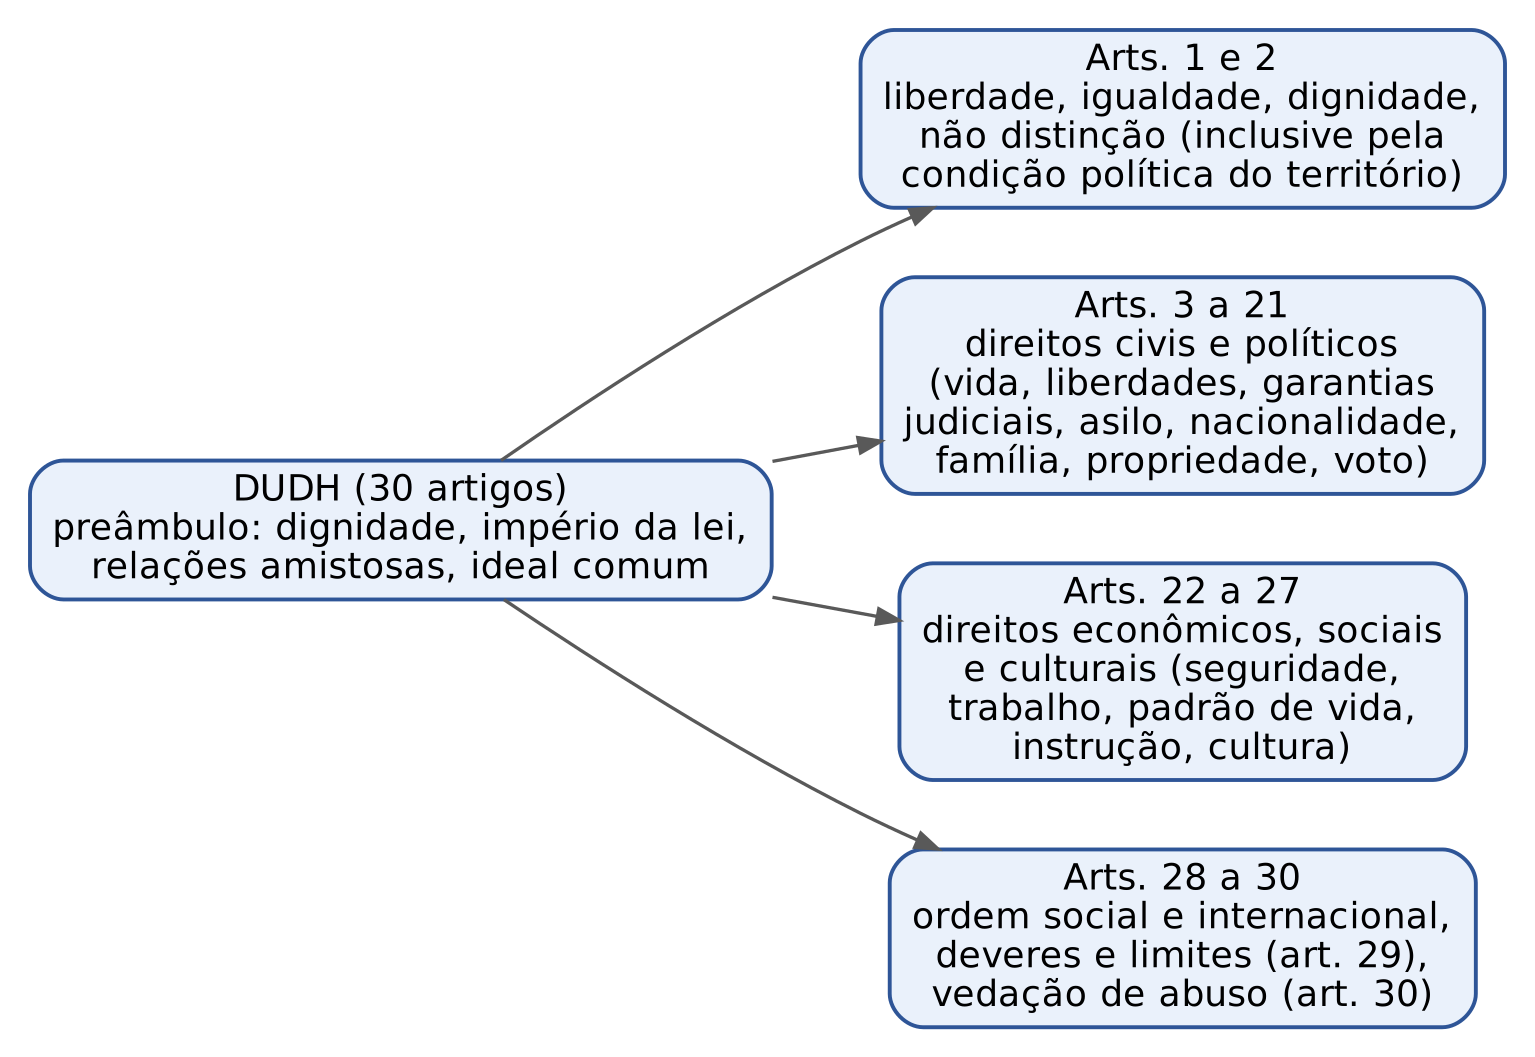 DUDH (30 artigos)
preâmbulo: dignidade, império da lei,
relações amistosas, ideal comum
Arts. 1 e 2
liberdade, igualdade, dignidade,
não distinção (inclusive pela
condição política do território)
Arts. 3 a 21
direitos civis e políticos
(vida, liberdades, garantias
judiciais, asilo, nacionalidade,
família, propriedade, voto)
Arts. 22 a 27
direitos econômicos, sociais
e culturais (seguridade,
trabalho, padrão de vida,
instrução, cultura)
Arts. 28 a 30
ordem social e internacional,
deveres e limites (art. 29),
vedação de abuso (art. 30)